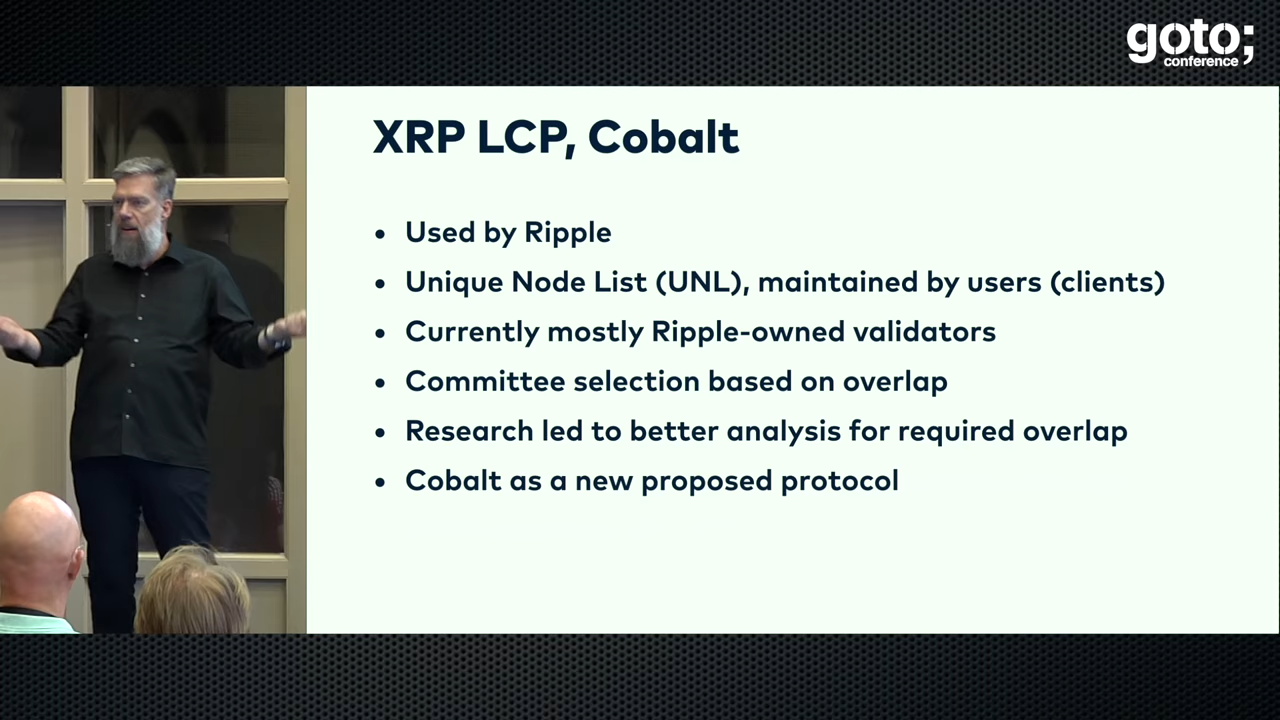 goto;
conference
XRP LCP, Cobalt
• Used by Ripple
• Unique Node List (UNL), maintained by users (clients)
• Currently mostly Ripple-owned validators
• Committee selection based on overlap
• Research led to better analysis for required overlap
• Cobalt as a new proposed protocol